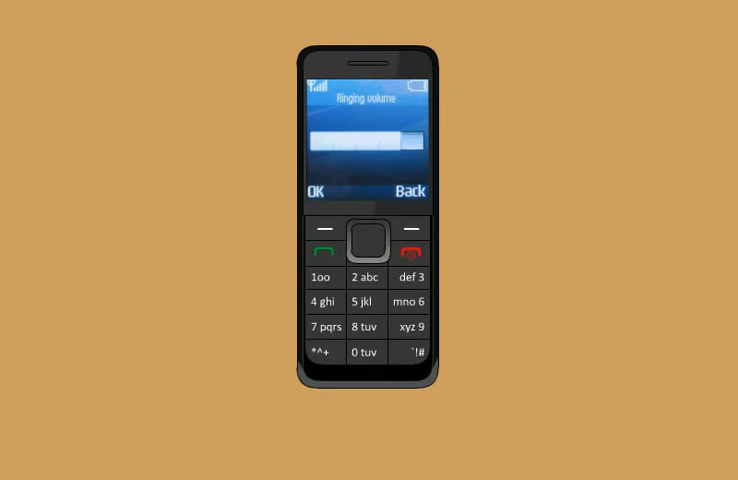 Ringing volume
OK Back
1oo 2 abc def 3
4 ghi 5 jkl mno 6
7 pqrs 8 tuv xyz 9
*^+ 0 tuv `!#